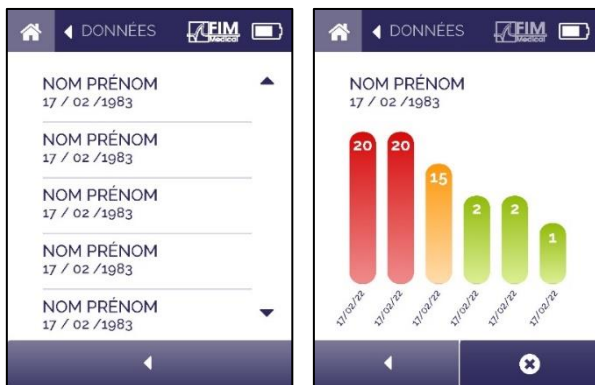 DONNÉES
FIM
Medical
NOM PRÉNOM
17 / 02 /1983
NOM PRÉNOM
17 / 02 /1983
NOM PRÉNOM
17 / 02 /1983
NOM PRÉNOM
17 / 02 /1983
NOM PRÉNOM
17 / 02 /1983
DONNÉES
FIM
Medical
NOM PRÉNOM
17 / 02 /1983
20 20 15 2 2 1
17/02/22 17/02/22 17/02/22 17/02/22 17/02/22 17/02/22